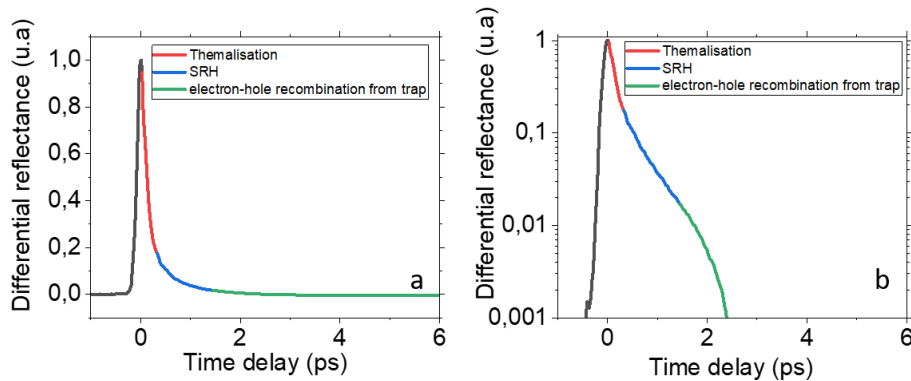 Differential reflectance (u.a)
1,0
0,8
0,6
0,4
0,2
0,0
Themalisation
SRH
electron-hole recombination from trap
a
0
2
4
6
Time delay (ps)
Differential reflectance (u.a)
1
0,1
0,01
0,001
Themalisation
SRH
electron-hole recombination from trap
b
0
2
4
6
Time delay (ps)